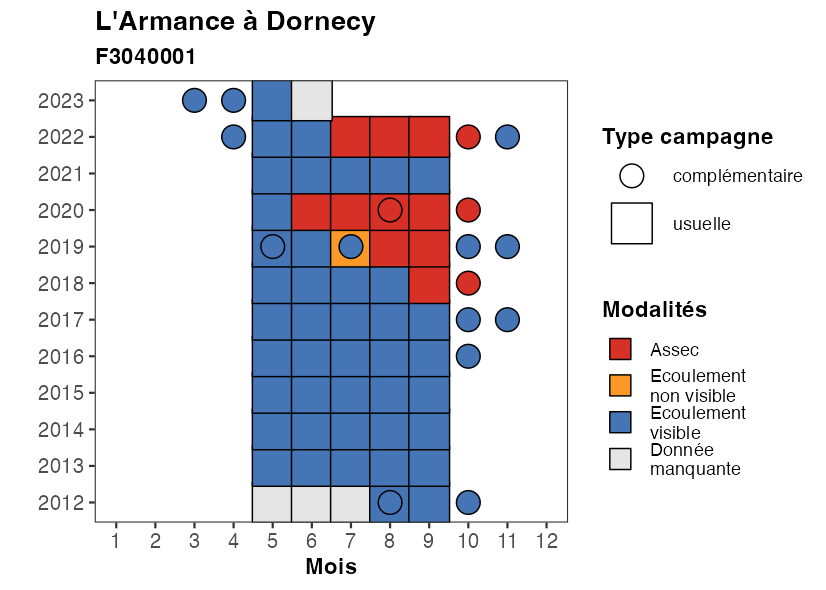 L'Armance à Dornecy
F3040001
2023
2022
2021
2020
2019
2018
2017
2016
2015
2014
2013
2012
1 2 3 4 5 6 7 8 9 10 11 12
Mois
Type campagne
complémentaire
usuelle
Modalités
Assec
Ecoulement
non visible
Ecoulement
visible
Donnée
manquante